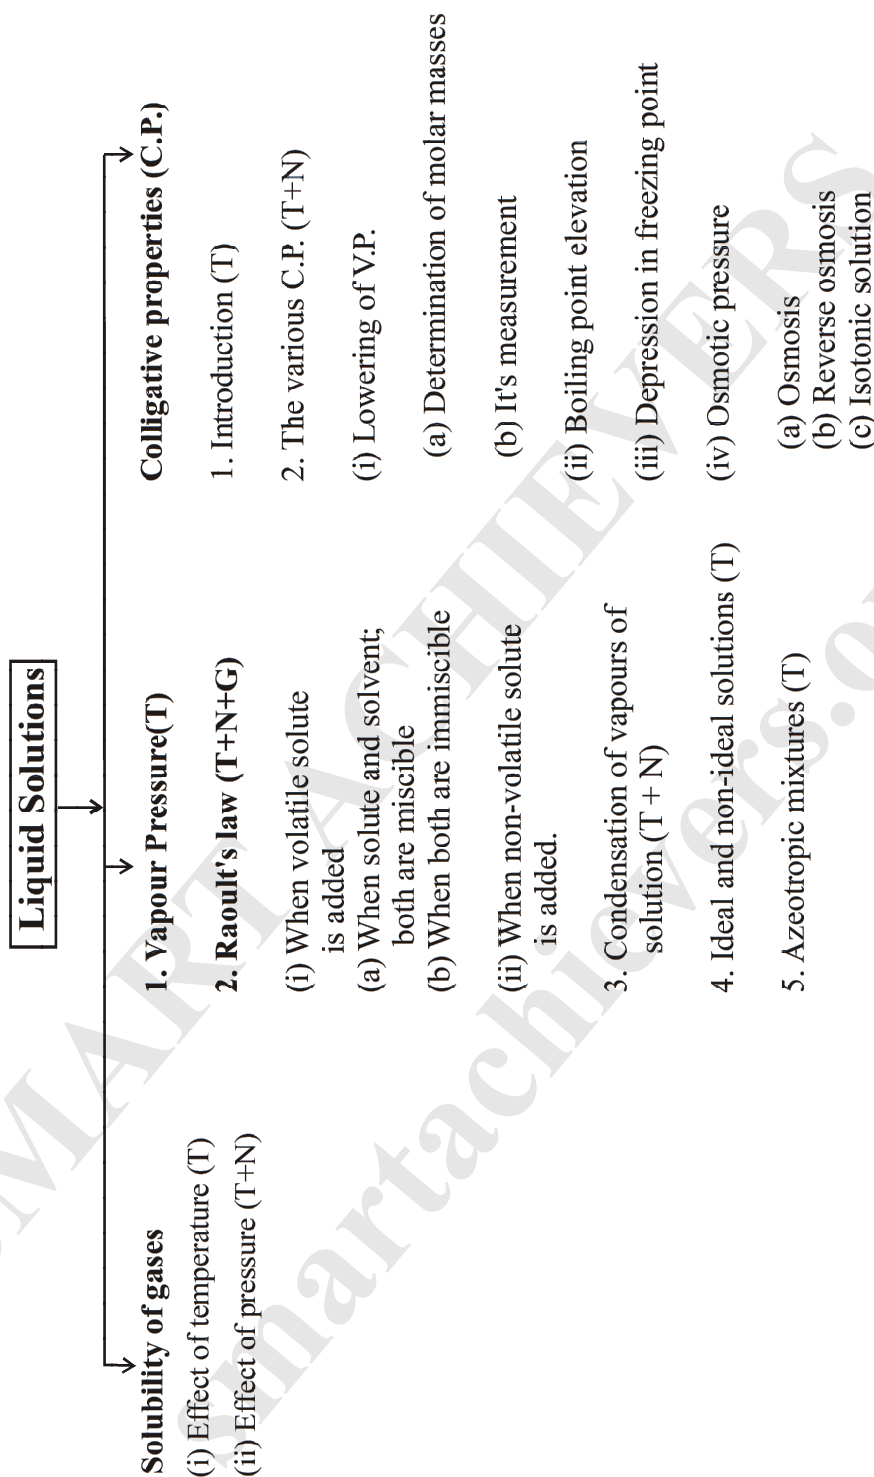 Liquid Solutions
Solubility of gases
(i) Effect of temperature (T)
(ii) Effect of pressure (T+N)
1. Vapour Pressure(T)
2. Raoult's law (T+N+G)
(i) When volatile solute
is added
(a) When solute and solvent;
both are miscible
(b) When both are immiscible
(ii) When non-volatile solute
is added.
3. Condensation of vapours of
solution (T + N)
4. Ideal and non-ideal solutions (T)
5. Azeotropic mixtures (T)
Colligative properties (C.P.)
1. Introduction (T)
2. The various C.P. (T+N)
(i) Lowering of V.P.
(a) Determination of molar masses
(b) It's measurement
(ii) Boiling point elevation
(iii) Depression in freezing point
(iv) Osmotic pressure
(a) Osmosis
(b) Reverse osmosis
(c) Isotonic solution
MART ACHIEVERS
smartachievers.o